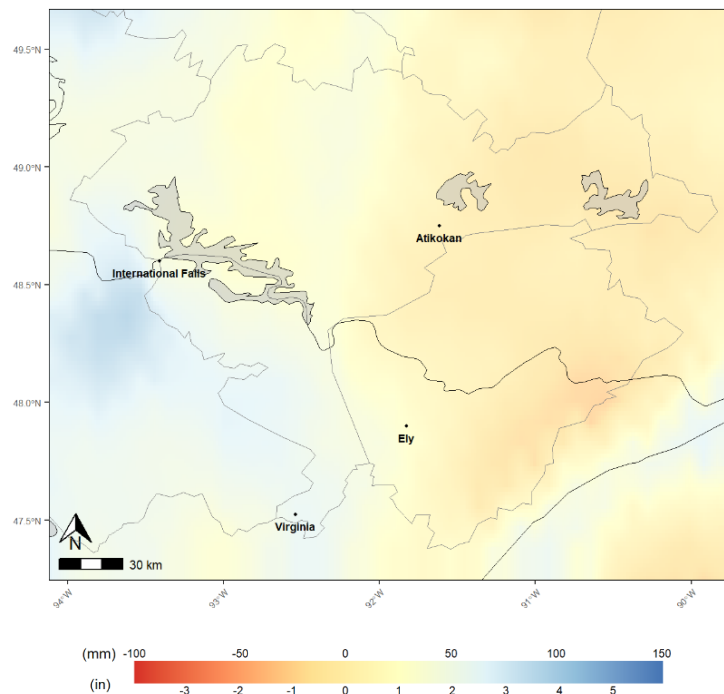 49.5°N
49.0°N
Atikokan
48.5°N
International Falls
48.0°N
Ely
47.5°N
Virginia
N
30 km
94°W 93°W 92°W 91°W 90°W
(mm) -100 -50 0 50 100 150
(in) -3 -2 -1 0 1 2 3 4 5